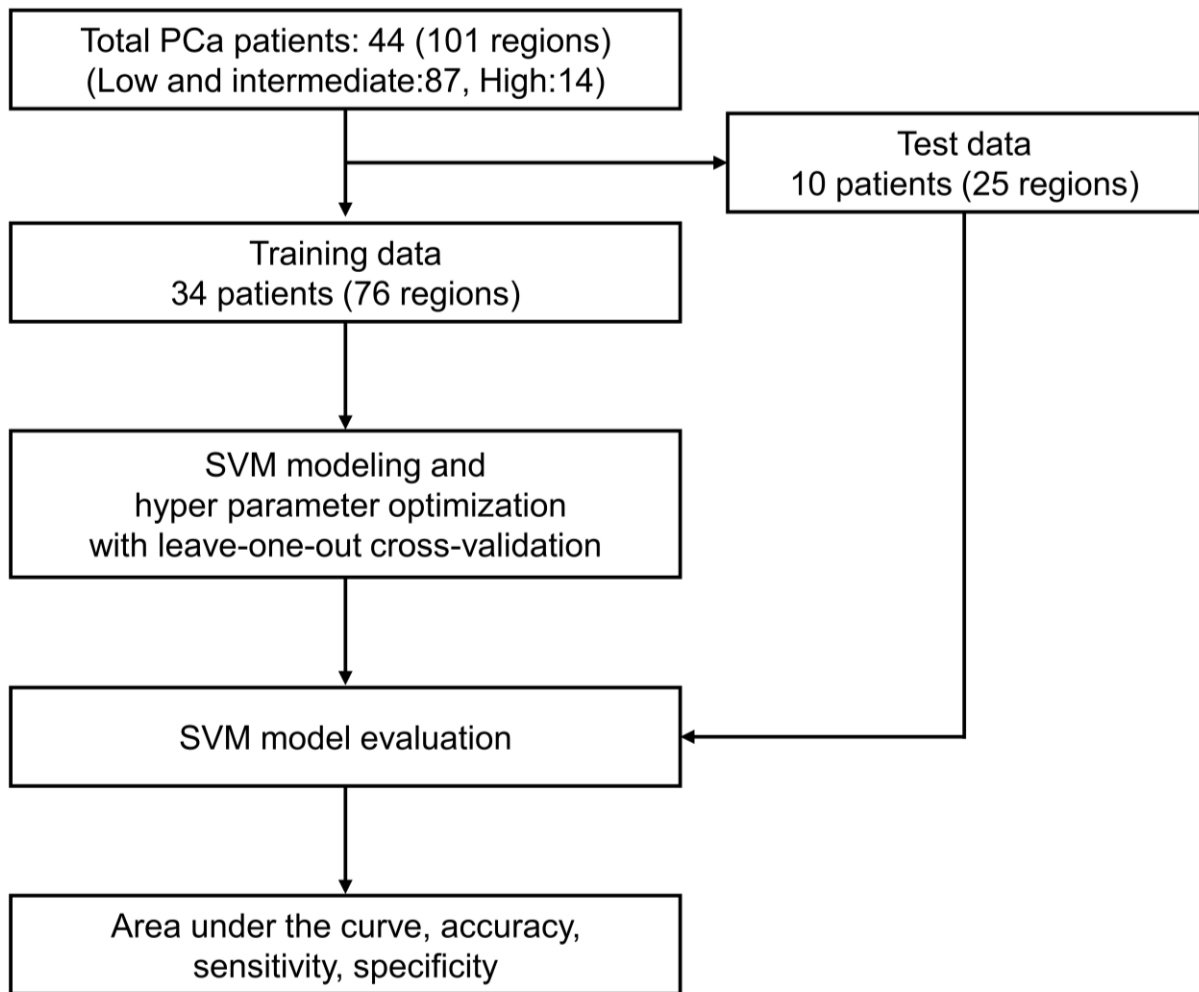 Total PCa patients: 44 (101 regions)
(Low and intermediate:87, High:14)
Test data
10 patients (25 regions)
Training data
34 patients (76 regions)
SVM modeling and
hyper parameter optimization
with leave-one-out cross-validation
SVM model evaluation
Area under the curve, accuracy,
sensitivity, specificity